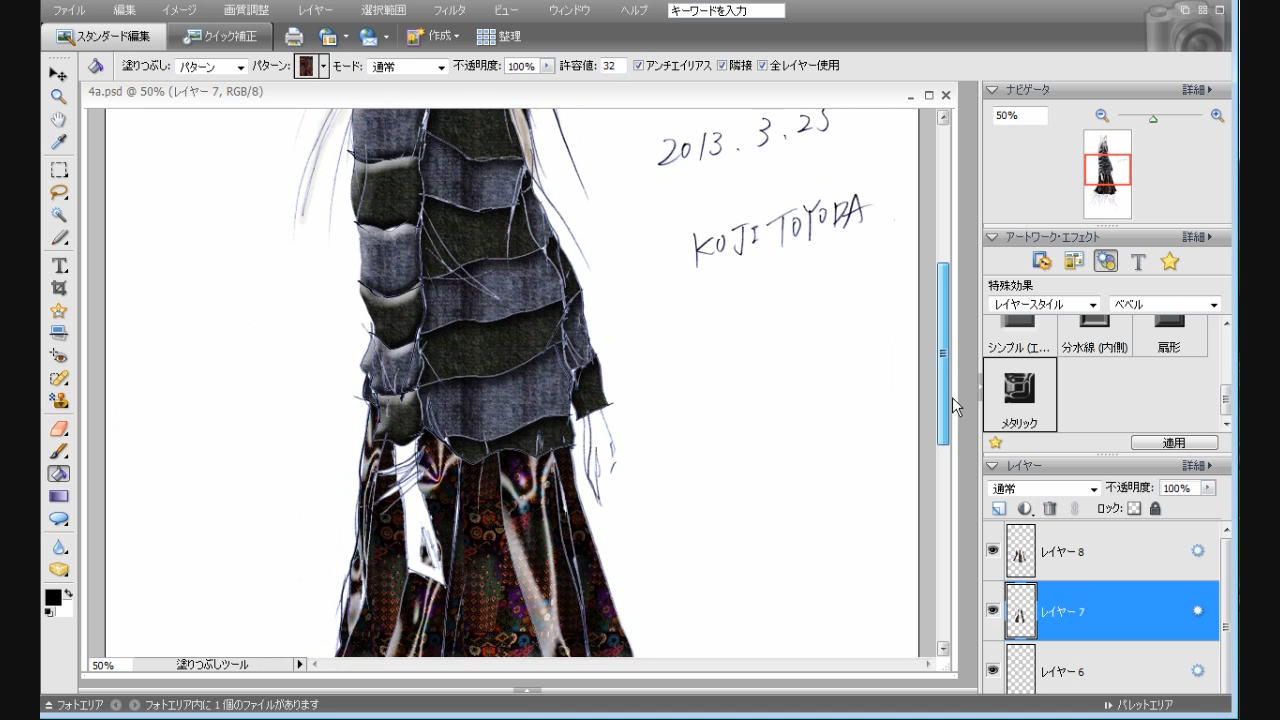 ファイル 編集 イメージ 画質調整 レイヤー 選択範囲 フィルタ ビュー ウィンドウ ヘルプ キーワードを入力
スタンダード編集 クイック補正 作成 整理
塗りつぶし: パターン パターン: モード: 通常 不透明度: 100% 許容値: 32 アンチエイリアス 隣接 全レイヤー使用
4a.psd @ 50% (レイヤー 7, RGB/8)
2013.3.25
KOJI TOYODA
50% 塗りつぶしツール
フォトエリア フォトエリア内に 1 個のファイルがあります
ナビゲータ 詳細
50%
アートワーク・エフェクト 詳細
特殊効果
レイヤースタイル ベベル
シンプル (エ... 分水線 (内側) 扇形
メタリック
適用
レイヤー 詳細
通常 不透明度: 100%
ロック:
レイヤー 8
レイヤー 7
レイヤー 6
パレットエリア